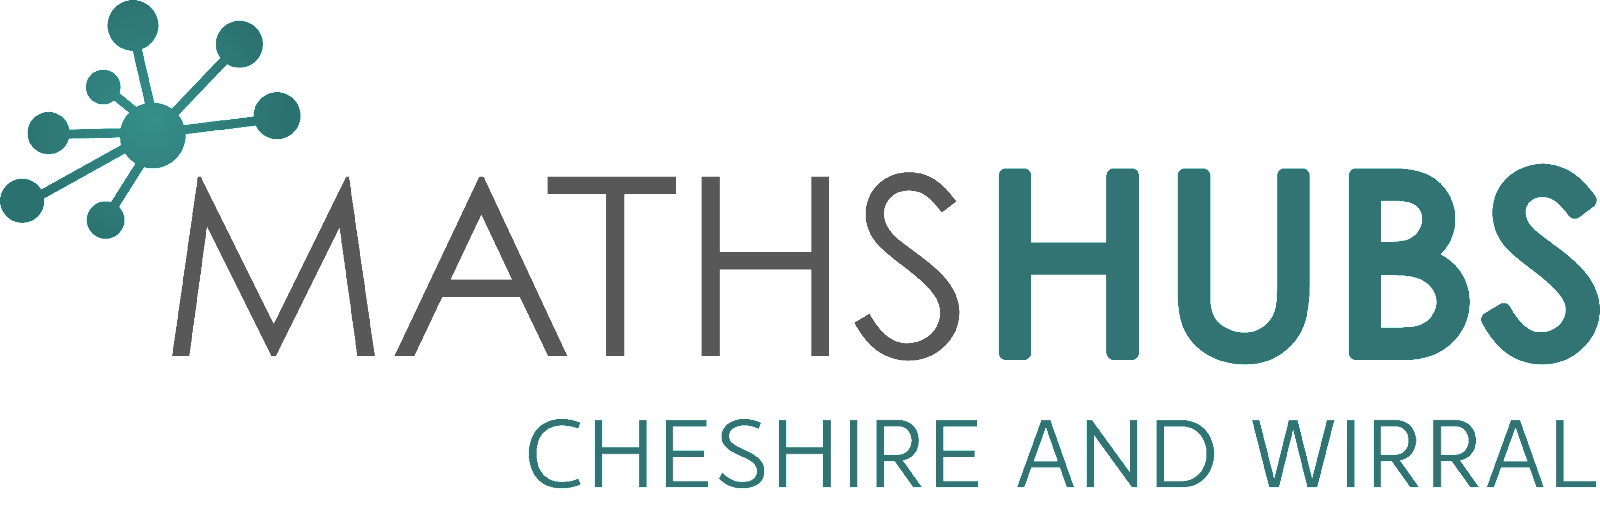 MATHSHUBS
CHESHIRE AND WIRRAL